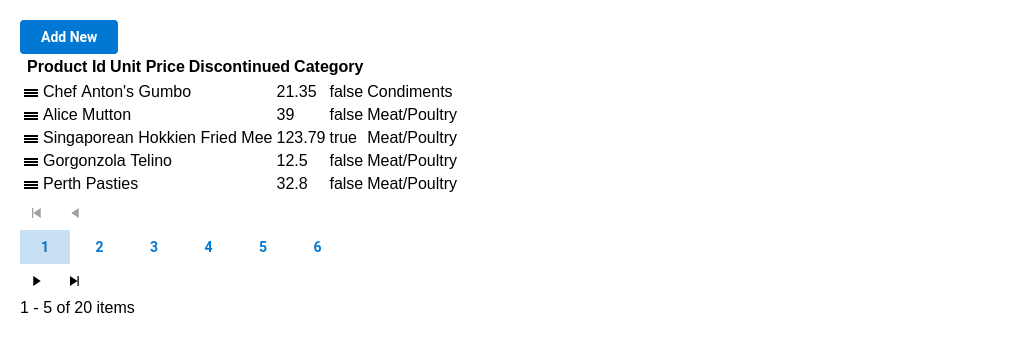 Add New
Product Id Unit Price Discontinued Category
Chef Anton's Gumbo 21.35 false Condiments
Alice Mutton 39 false Meat/Poultry
Singaporean Hokkien Fried Mee 123.79 true Meat/Poultry
Gorgonzola Telino 12.5 false Meat/Poultry
Perth Pasties 32.8 false Meat/Poultry
1 2 3 4 5 6
1 - 5 of 20 items